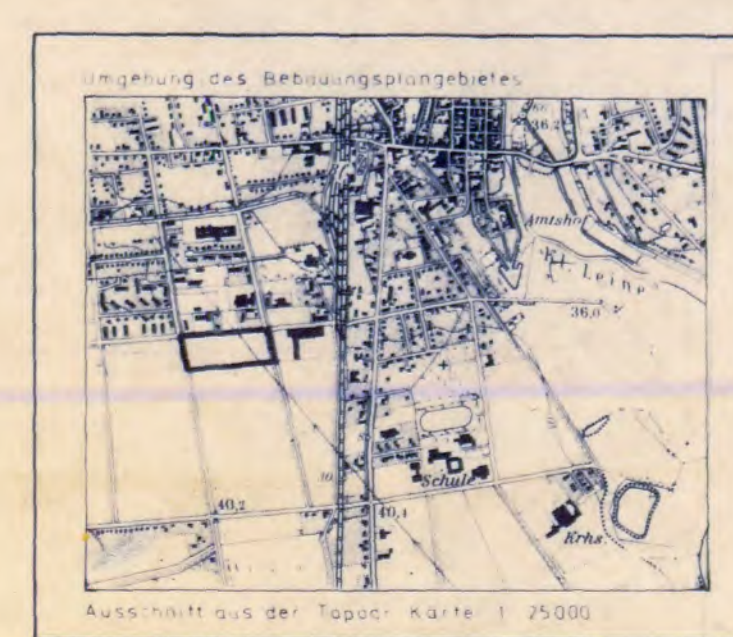 Umgebung des Bebauungsplangebietes
36,2
Amtshof
Kl. Leine
36,0
Schule
40,2
40,1
Krhs.
Ausschnitt aus der Topogr. Karte 1 : 25000